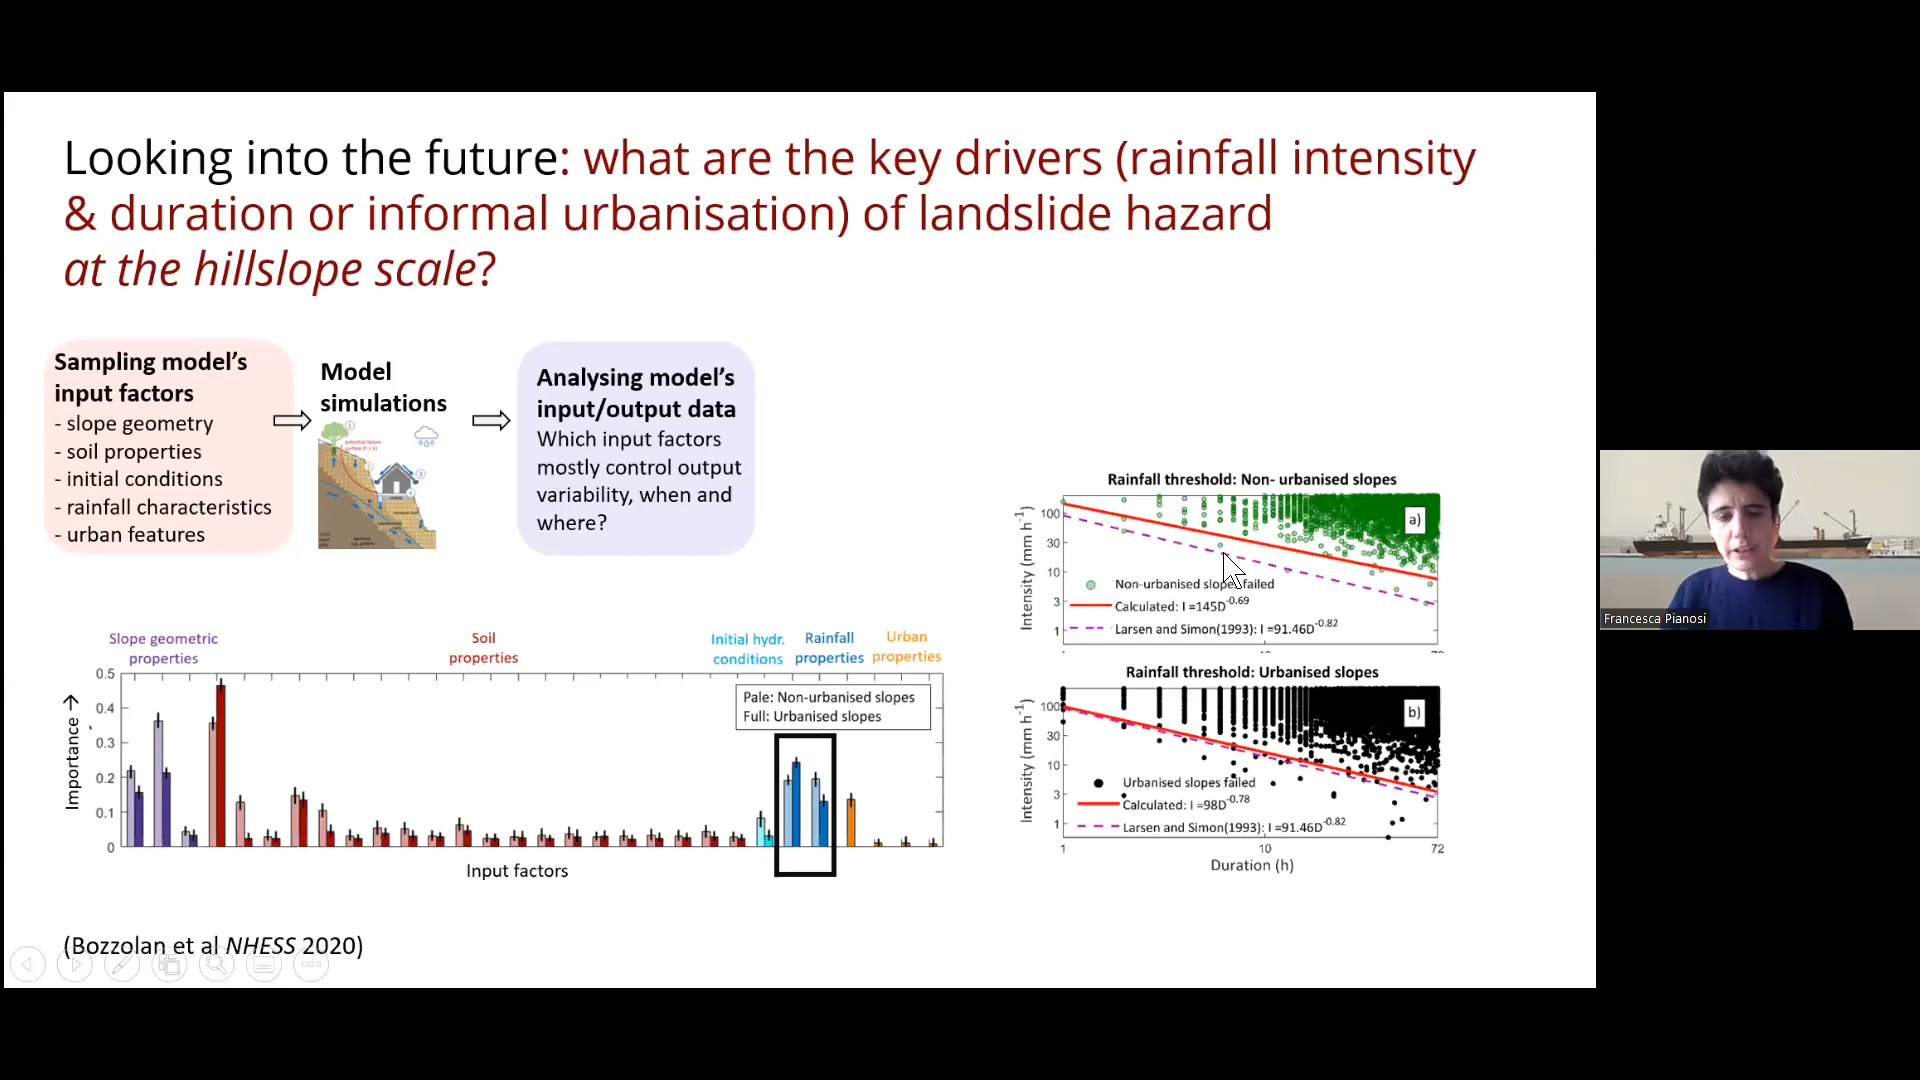 Looking into the future: what are the key drivers (rainfall intensity
& duration or informal urbanisation) of landslide hazard
at the hillslope scale?
Sampling model's
input factors
- slope geometry
- soil properties
- initial conditions
- rainfall characteristics
- urban features
Model
simulations
Analysing model's
input/output data
Which input factors
mostly control output
variability, when and
where?
Slope geometric
properties
Soil
properties
Initial hydr.
conditions
Rainfall
properties
Urban
properties
0.5
0.4
0.3
0.2
0.1
0
Importance →
Pale: Non-urbanised slopes
Full: Urbanised slopes
Input factors
Rainfall threshold: Non- urbanised slopes
a)
100
30
10
3
1
Intensity (mm h⁻¹)
Non-urbanised slopes failed
Calculated: I =145D⁻⁰·⁶⁹
Larsen and Simon(1993): I =91.46D⁻⁰·⁸²
Rainfall threshold: Urbanised slopes
b)
100
30
10
3
1
Intensity (mm h⁻¹)
Urbanised slopes failed
Calculated: I =98D⁻⁰·⁷⁸
Larsen and Simon(1993): I =91.46D⁻⁰·⁸²
1 10 72
Duration (h)
(Bozzolan et al NHESS 2020)
Francesca Pianosi